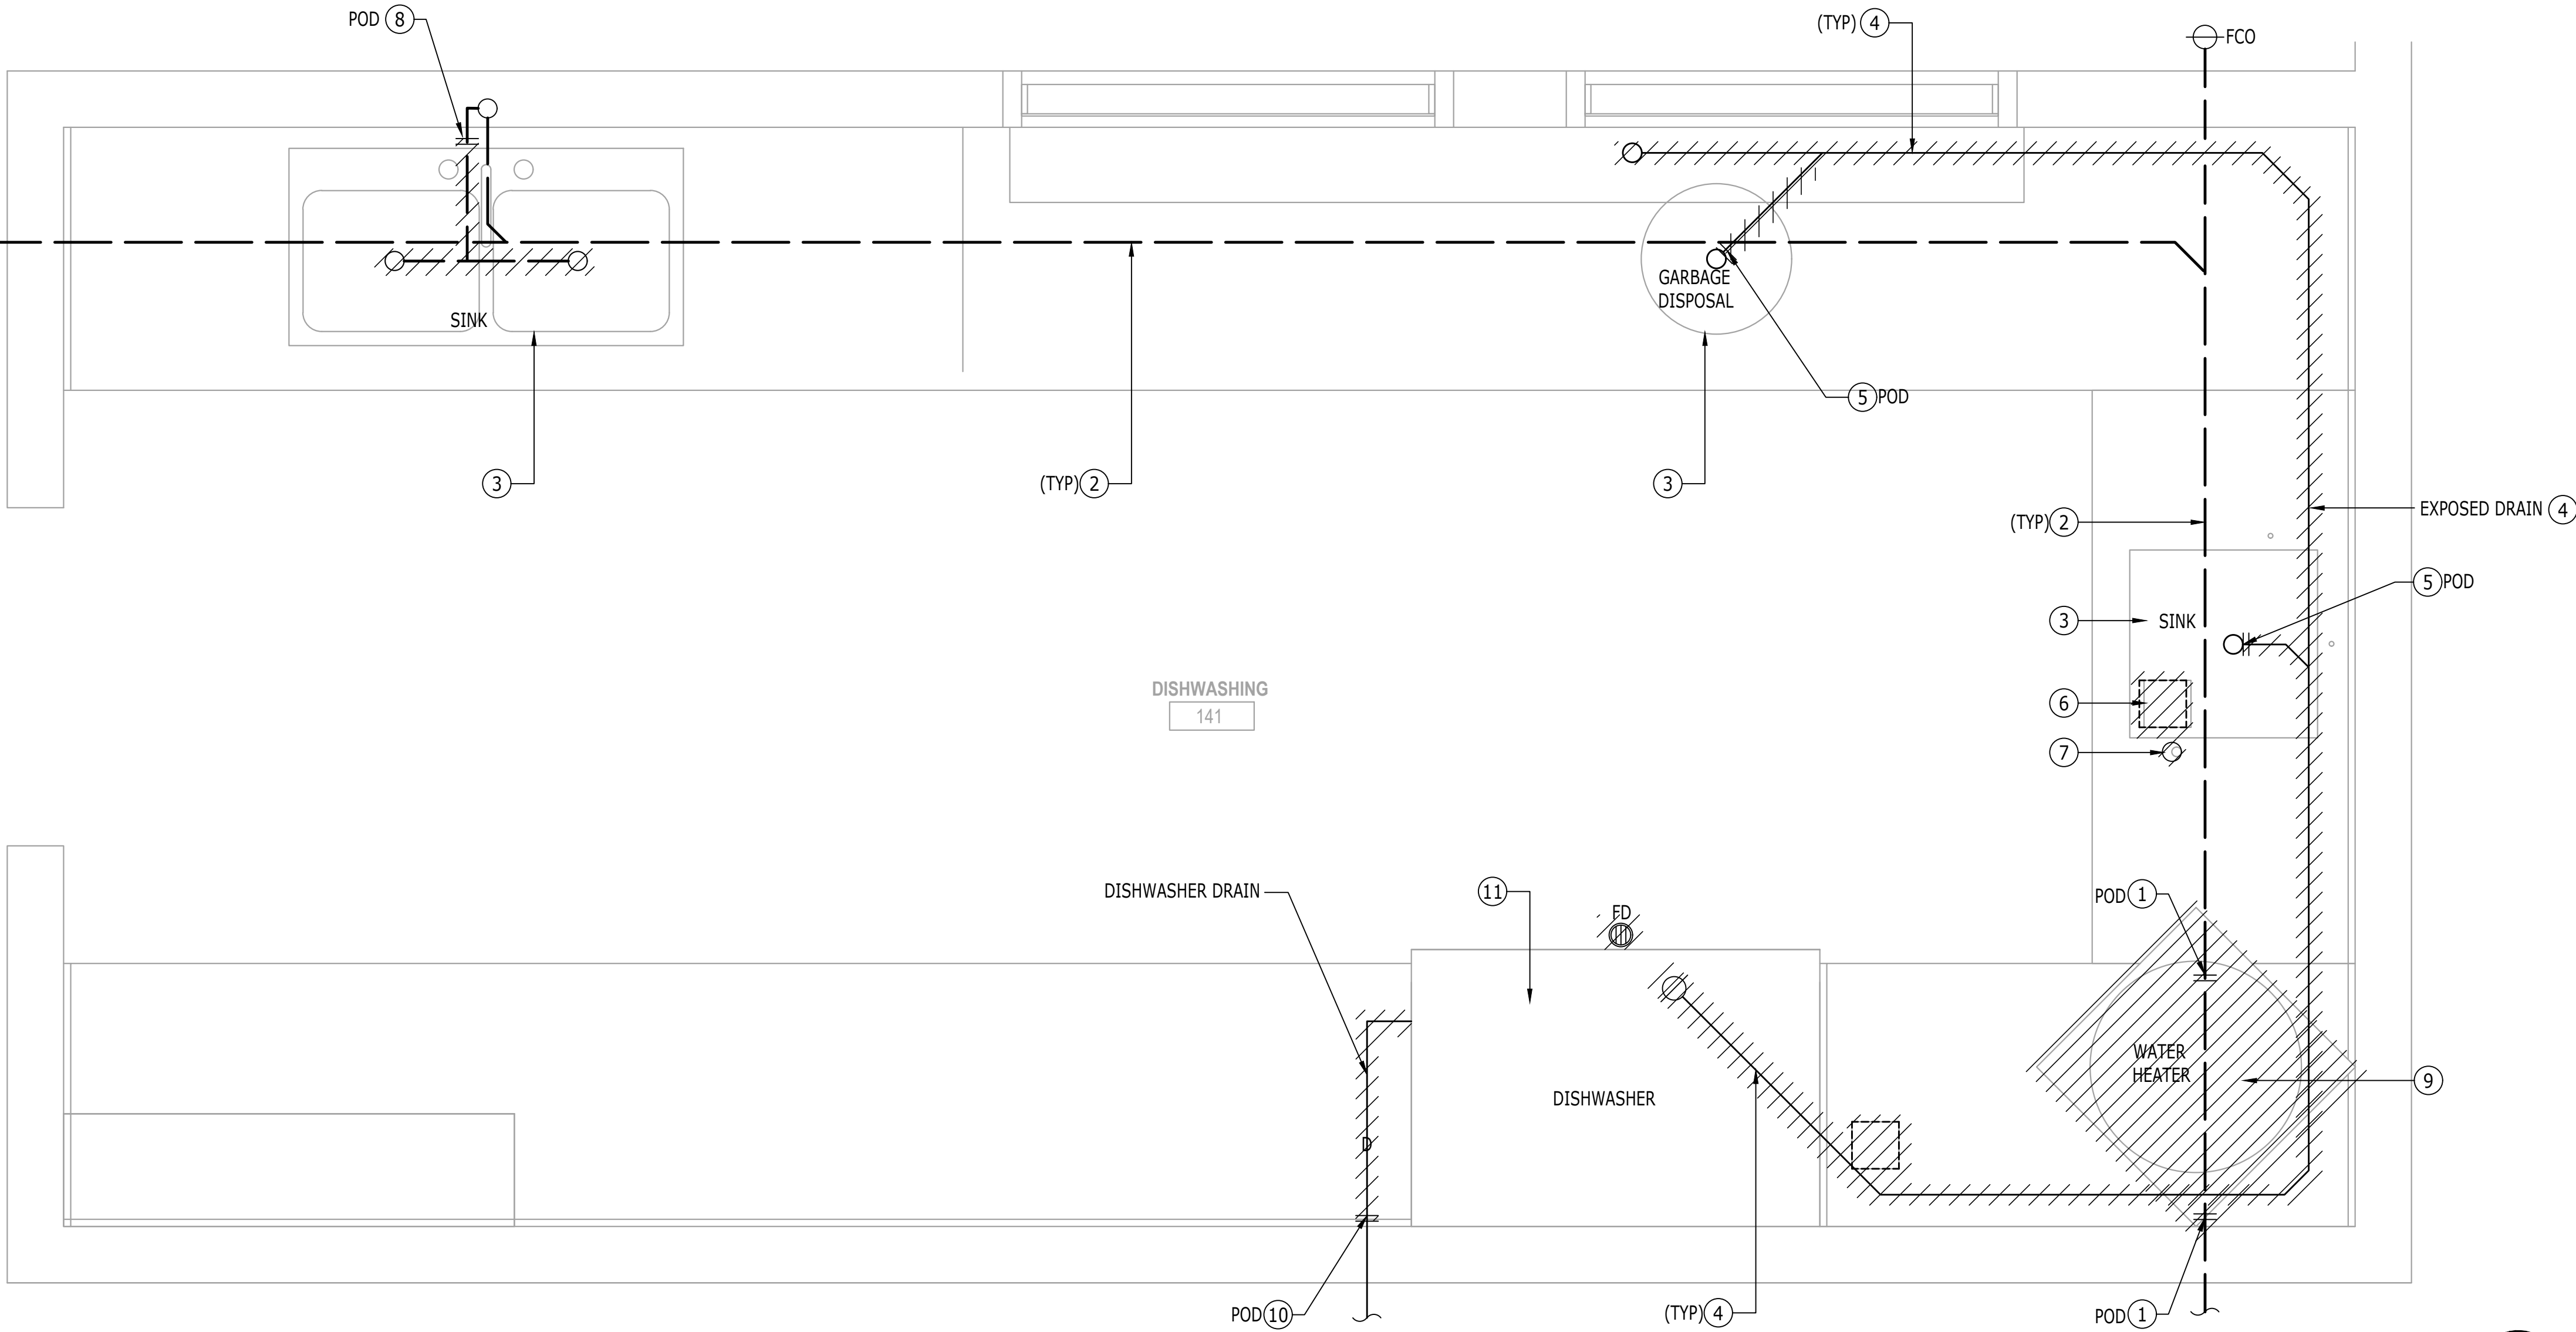 POD 8
(TYP) 4
FCO
SINK
GARBAGE
DISPOSAL
5 POD
3
(TYP) 2
3
EXPOSED DRAIN 4
(TYP) 2
5 POD
3
SINK
DISHWASHING
141
6
7
DISHWASHER DRAIN
11
FD
POD 1
WATER
HEATER
9
DISHWASHER
D
POD 10
(TYP) 4
POD 1